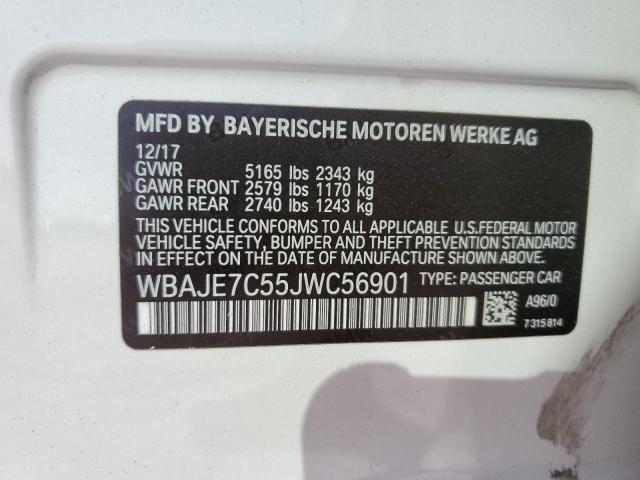 MFD BY BAYERISCHE MOTOREN WERKE AG
12/17
GVWR 5165 lbs 2343 kg
GAWR FRONT 2579 lbs 1170 kg
GAWR REAR 2740 lbs 1243 kg
THIS VEHICLE CONFORMS TO ALL APPLICABLE U.S.FEDERAL MOTOR
VEHICLE SAFETY, BUMPER AND THEFT PREVENTION STANDARDS
IN EFFECT ON THE DATE OF MANUFACTURE SHOWN ABOVE.
WBAJE7C55JWC56901 TYPE: PASSENGER CAR
A96/0
7 315 814